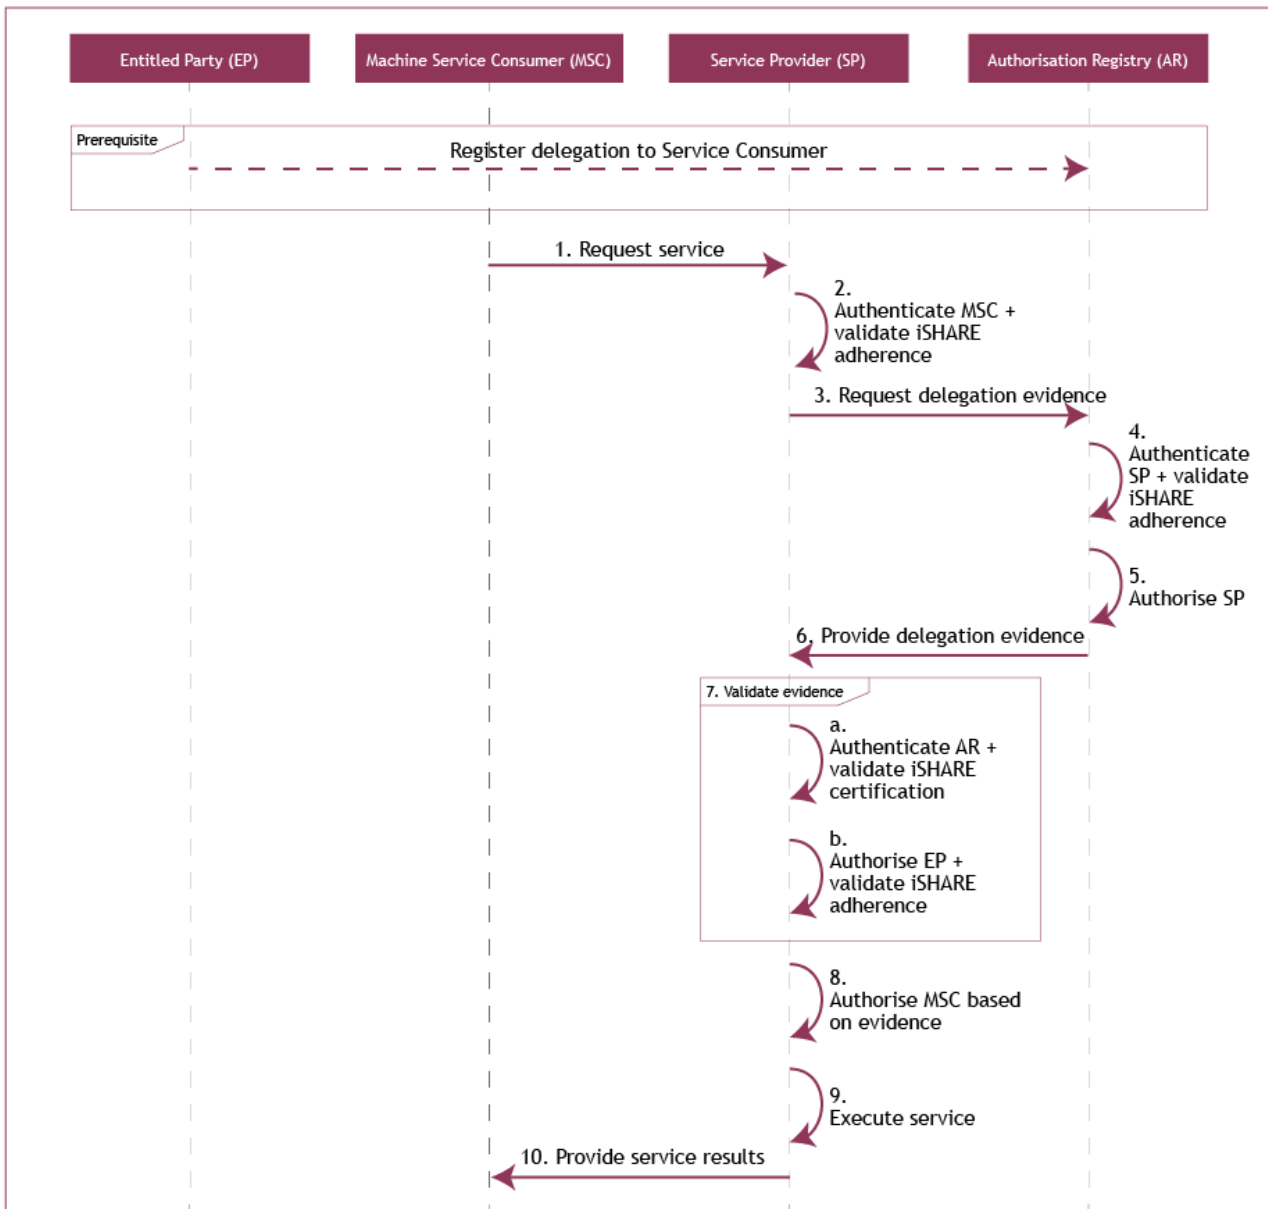 Entitled Party (EP)
Machine Service Consumer (MSC)
Service Provider (SP)
Authorisation Registry (AR)
Prerequisite
Register delegation to Service Consumer
1. Request service
2.
Authenticate MSC +
validate iSHARE
adherence
3. Request delegation evidence
4.
Authenticate
SP + validate
iSHARE
adherence
5.
Authorise SP
6. Provide delegation evidence
7. Validate evidence
a.
Authenticate AR +
validate iSHARE
certification
b.
Authorise EP +
validate iSHARE
adherence
8.
Authorise MSC based
on evidence
9.
Execute service
10. Provide service results